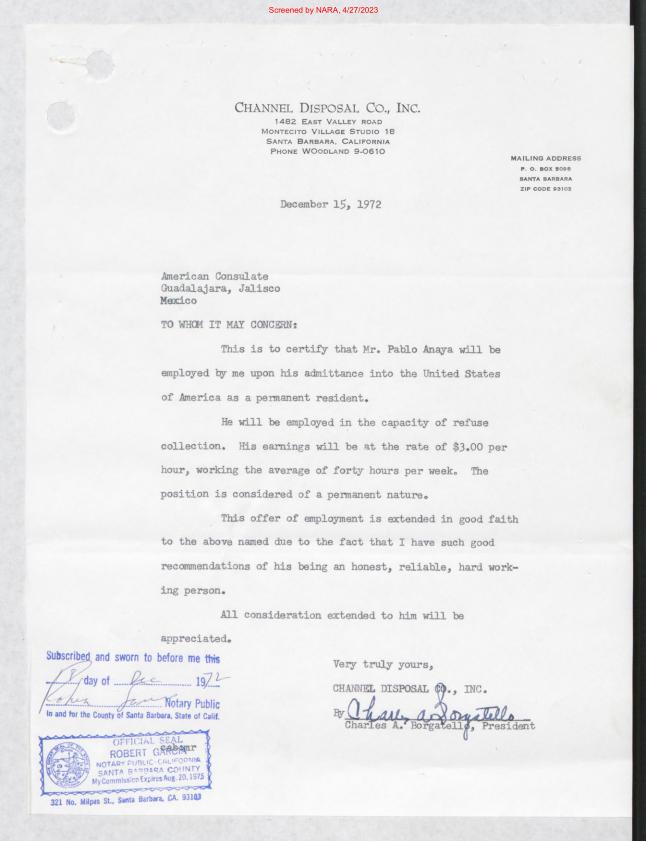 Screened by NARA, 4/27/2023
CHANNEL DISPOSAL CO., INC.
1482 EAST VALLEY ROAD
MONTECITO VILLAGE STUDIO 18
SANTA BARBARA, CALIFORNIA
PHONE WOODLAND 9-0610
MAILING ADDRESS
P. O. BOX 5098
SANTA BARBARA
ZIP CODE 93103
December 15, 1972
American Consulate
Guadalajara, Jalisco
Mexico
TO WHOM IT MAY CONCERN:
This is to certify that Mr. Pablo Anaya will be
employed by me upon his admittance into the United States
of America as a permanent resident.
He will be employed in the capacity of refuse
collection. His earnings will be at the rate of $3.00 per
hour, working the average of forty hours per week. The
position is considered of a permanent nature.
This offer of employment is extended in good faith
to the above named due to the fact that I have such good
recommendations of his being an honest, reliable, hard work-
ing person.
All consideration extended to him will be
appreciated.
Subscribed and sworn to before me this
18 day of Dec 1972
Notary Public
In and for the County of Santa Barbara, State of Calif.
OFFICIAL SEAL
ROBERT GARCIA
NOTARY PUBLIC-CALIFORNIA
SANTA BARBARA COUNTY
My Commission Expires Aug. 20, 1975
321 No. Milpas St., Santa Barbara, CA. 93103
Very truly yours,
CHANNEL DISPOSAL CO., INC.
By Charles A. Borgatello
Charles A. Borgatello, President